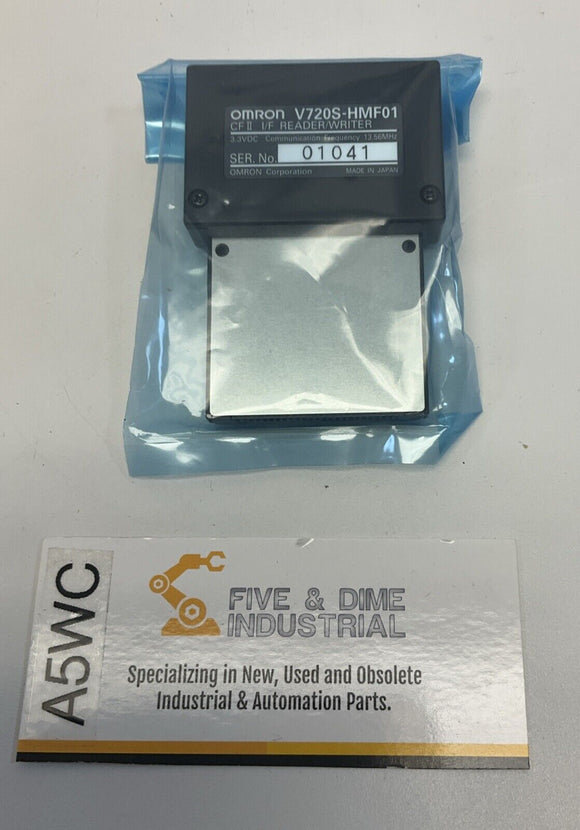 OMRON V720S-HMF01
CF II I/F READER/WRITER
3.3VDC Communication Frequency 13.56MHz
SER. No. 01041
OMRON Corporation MADE IN JAPAN
A5WC
FIVE & DIME
INDUSTRIAL
Specializing in New, Used and Obsolete
Industrial & Automation Parts.